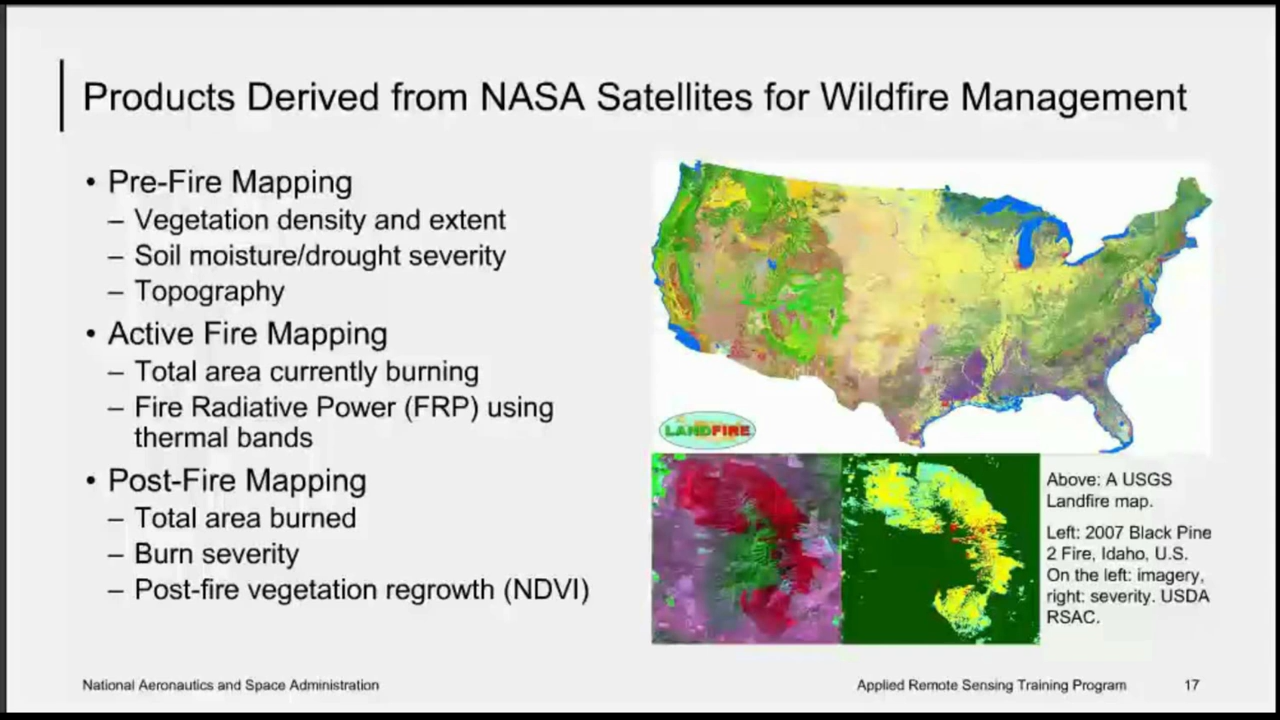 Products Derived from NASA Satellites for Wildfire Management
• Pre-Fire Mapping
– Vegetation density and extent
– Soil moisture/drought severity
– Topography
• Active Fire Mapping
– Total area currently burning
– Fire Radiative Power (FRP) using
thermal bands
• Post-Fire Mapping
– Total area burned
– Burn severity
– Post-fire vegetation regrowth (NDVI)
LANDFIRE
Above: A USGS
Landfire map.
Left: 2007 Black Pine
2 Fire, Idaho, U.S.
On the left: imagery,
right: severity. USDA
RSAC.
National Aeronautics and Space Administration
Applied Remote Sensing Training Program
17